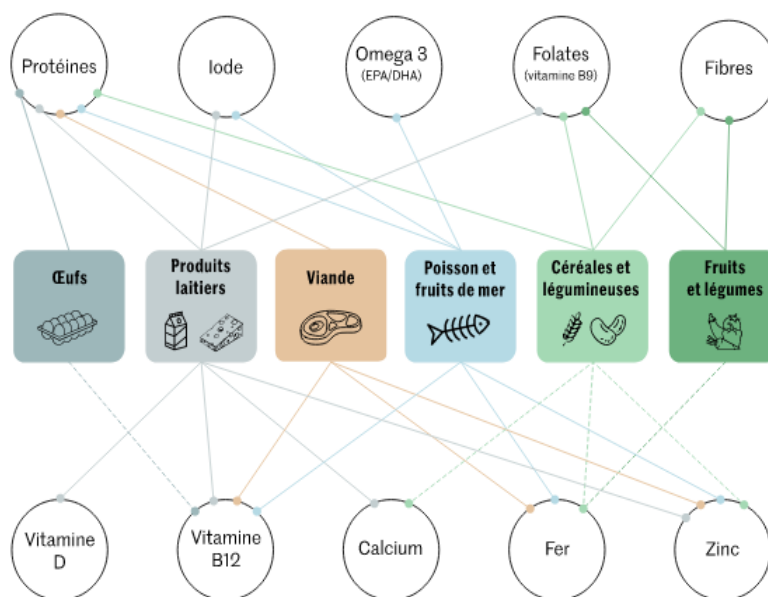 Protéines
Iode
Omega 3
(EPA/DHA)
Folates
(vitamine B9)
Fibres
Œufs
Produits
laitiers
Viande
Poisson et
fruits de mer
Céréales et
légumineuses
Fruits
et légumes
Vitamine
D
Vitamine
B12
Calcium
Fer
Zinc